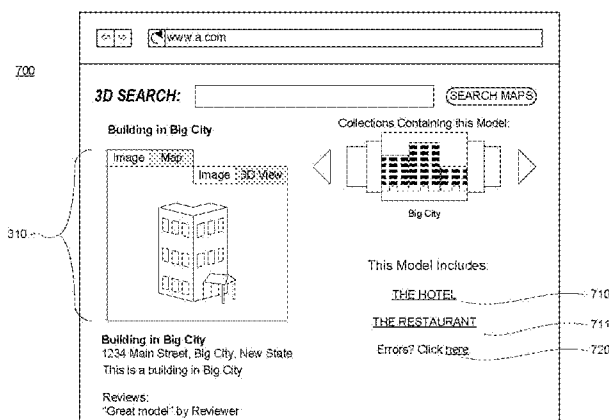 www.a.com
700
3D SEARCH:
SEARCH MAPS
Building in Big City
Collections Containing this Model:
Image Map
Image 3D View
Big City
310
This Model Includes:
THE HOTEL
710
THE RESTAURANT
711
Errors? Click here
720
Building in Big City
1234 Main Street, Big City, New State
This is a building in Big City
Reviews:
"Great model" by Reviewer